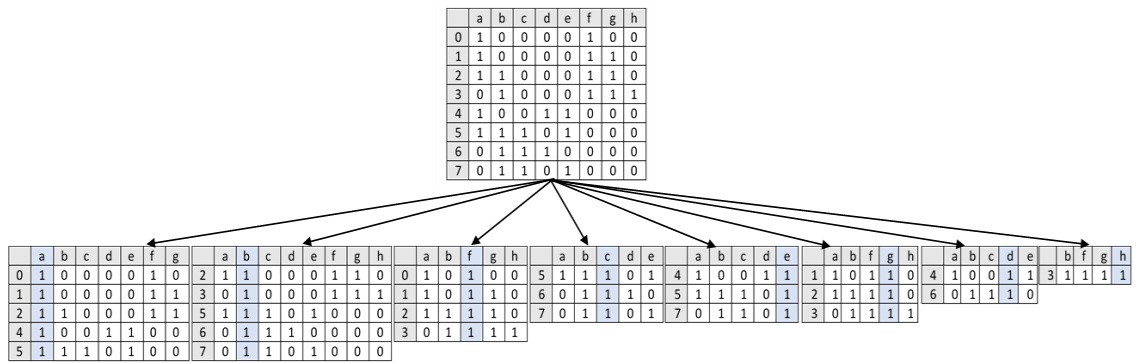 a b c d e f g h
0 1 0 0 0 0 1 0 0
1 1 0 0 0 0 1 1 0
2 1 1 0 0 0 1 1 0
3 0 1 0 0 0 1 1 1
4 1 0 0 1 1 0 0 0
5 1 1 1 0 1 0 0 0
6 0 1 1 1 0 0 0 0
7 0 1 1 0 1 0 0 0
a b c d e f g
0 1 0 0 0 0 1 0
1 1 0 0 0 0 1 1
2 1 1 0 0 0 1 1
4 1 0 0 1 1 0 0
5 1 1 1 0 1 0 0
a b c d e f g h
2 1 1 0 0 0 1 1 0
3 0 1 0 0 0 1 1 1
5 1 1 1 0 1 0 0 0
6 0 1 1 1 0 0 0 0
7 0 1 1 0 1 0 0 0
a b f g h
0 1 0 1 0 0
1 1 0 1 1 0
2 1 1 1 1 0
3 0 1 1 1 1
a b c d e
5 1 1 1 0 1
6 0 1 1 1 0
7 0 1 1 0 1
a b c d e
4 1 0 0 1 1
5 1 1 1 0 1
7 0 1 1 0 1
a b f g h
1 1 0 1 1 0
2 1 1 1 1 0
3 0 1 1 1 1
a b c d e
4 1 0 0 1 1
6 0 1 1 1 0
b f g h
3 1 1 1 1